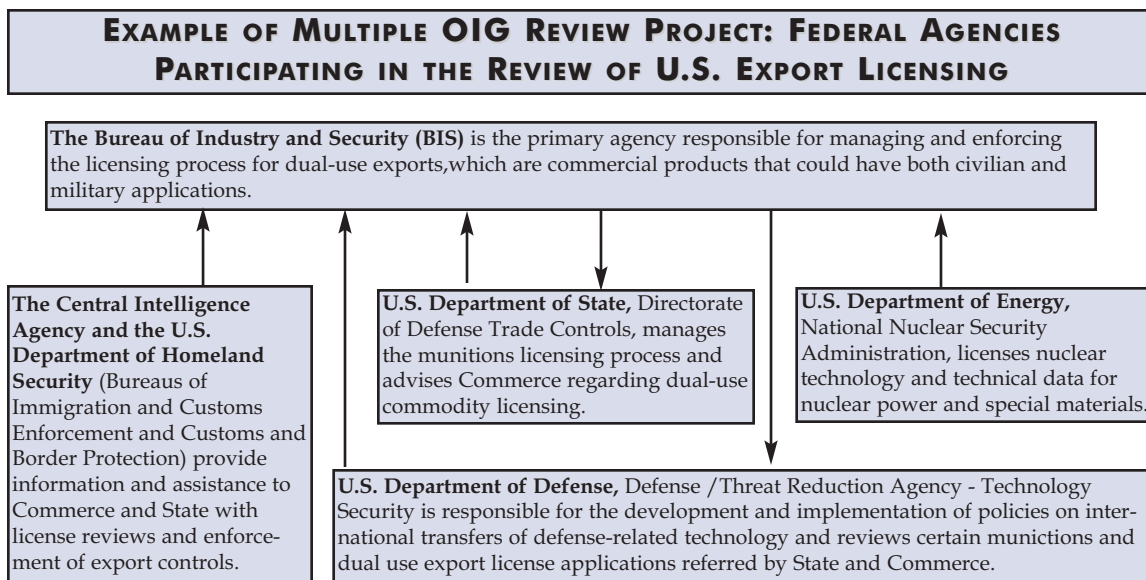 EXAMPLE OF MULTIPLE OIG REVIEW PROJECT: FEDERAL AGENCIES
PARTICIPATING IN THE REVIEW OF U.S. EXPORT LICENSING
The Bureau of Industry and Security (BIS) is the primary agency responsible for managing and enforcing
the licensing process for dual-use exports,which are commercial products that could have both civilian and
military applications.
The Central Intelligence
Agency and the U.S.
Department of Homeland
Security (Bureaus of
Immigration and Customs
Enforcement and Customs and
Border Protection) provide
information and assistance to
Commerce and State with
license reviews and enforce-
ment of export controls.
U.S. Department of State, Directorate
of Defense Trade Controls, manages
the munitions licensing process and
advises Commerce regarding dual-use
commodity licensing.
U.S. Department of Energy,
National Nuclear Security
Administration, licenses nuclear
technology and technical data for
nuclear power and special materials.
U.S. Department of Defense, Defense /Threat Reduction Agency - Technology
Security is responsible for the development and implementation of policies on inter-
national transfers of defense-related technology and reviews certain munctions and
dual use export license applications referred by State and Commerce.